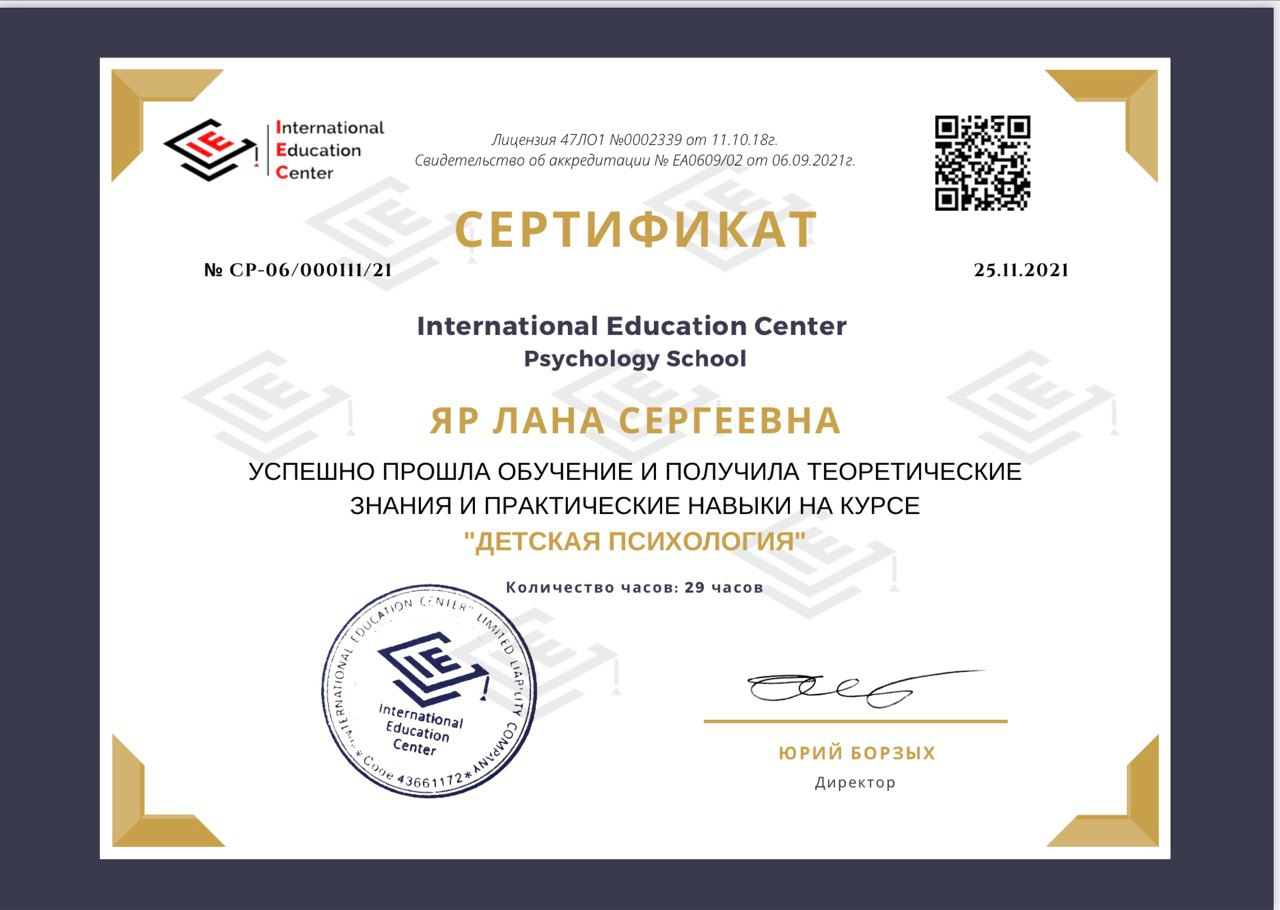 International
Education
Center
Лицензия 47ЛО1 №0002339 от 11.10.18г.
Свидетельство об аккредитации № ЕА0609/02 от 06.09.2021г.
СЕРТИФИКАТ
№ СР-06/000111/21
25.11.2021
International Education Center
Psychology School
ЯР ЛАНА СЕРГЕЕВНА
УСПЕШНО ПРОШЛА ОБУЧЕНИЕ И ПОЛУЧИЛА ТЕОРЕТИЧЕСКИЕ
ЗНАНИЯ И ПРАКТИЧЕСКИЕ НАВЫКИ НА КУРСЕ
"ДЕТСКАЯ ПСИХОЛОГИЯ"
Количество часов: 29 часов
"INTERNATIONAL EDUCATION CENTER" LIMITED LIABILITY COMPANY
International
Education
Center
* Code 43661172 *
ЮРИЙ БОРЗЫХ
Директор